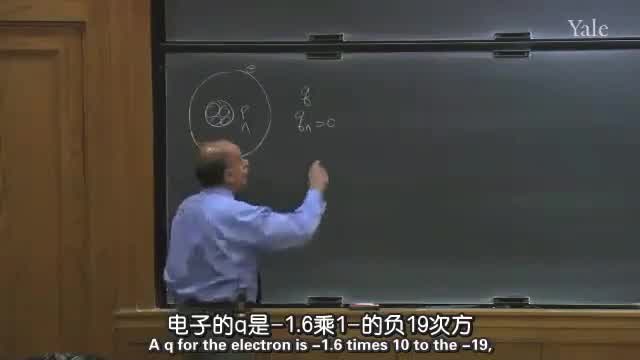 Yale
e
q
P
n
qn = 0
电子的q是-1.6乘1-的负19次方
A q for the electron is -1.6 times 10 to the -19,